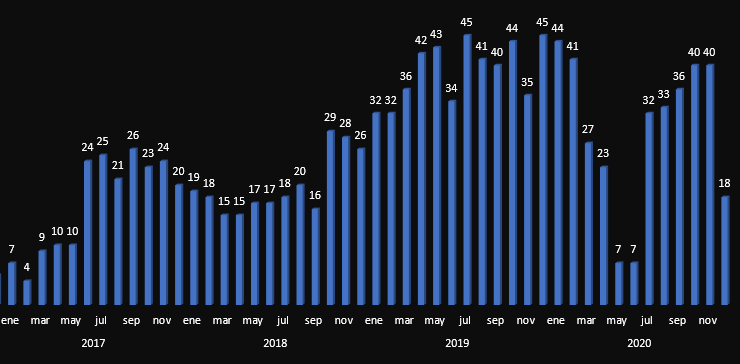 7 4 9 10 10 24 25 21 26 23 24 20 19 18 15 15 17 17 18 20 16 29 28 26 32 32 36 42 43 34 45 41 40 44 35 45 44 41 27 23 7 7 32 33 36 40 40 18
ene mar may jul sep nov ene mar may jul sep nov ene mar may jul sep nov ene mar may jul sep nov
2017 2018 2019 2020